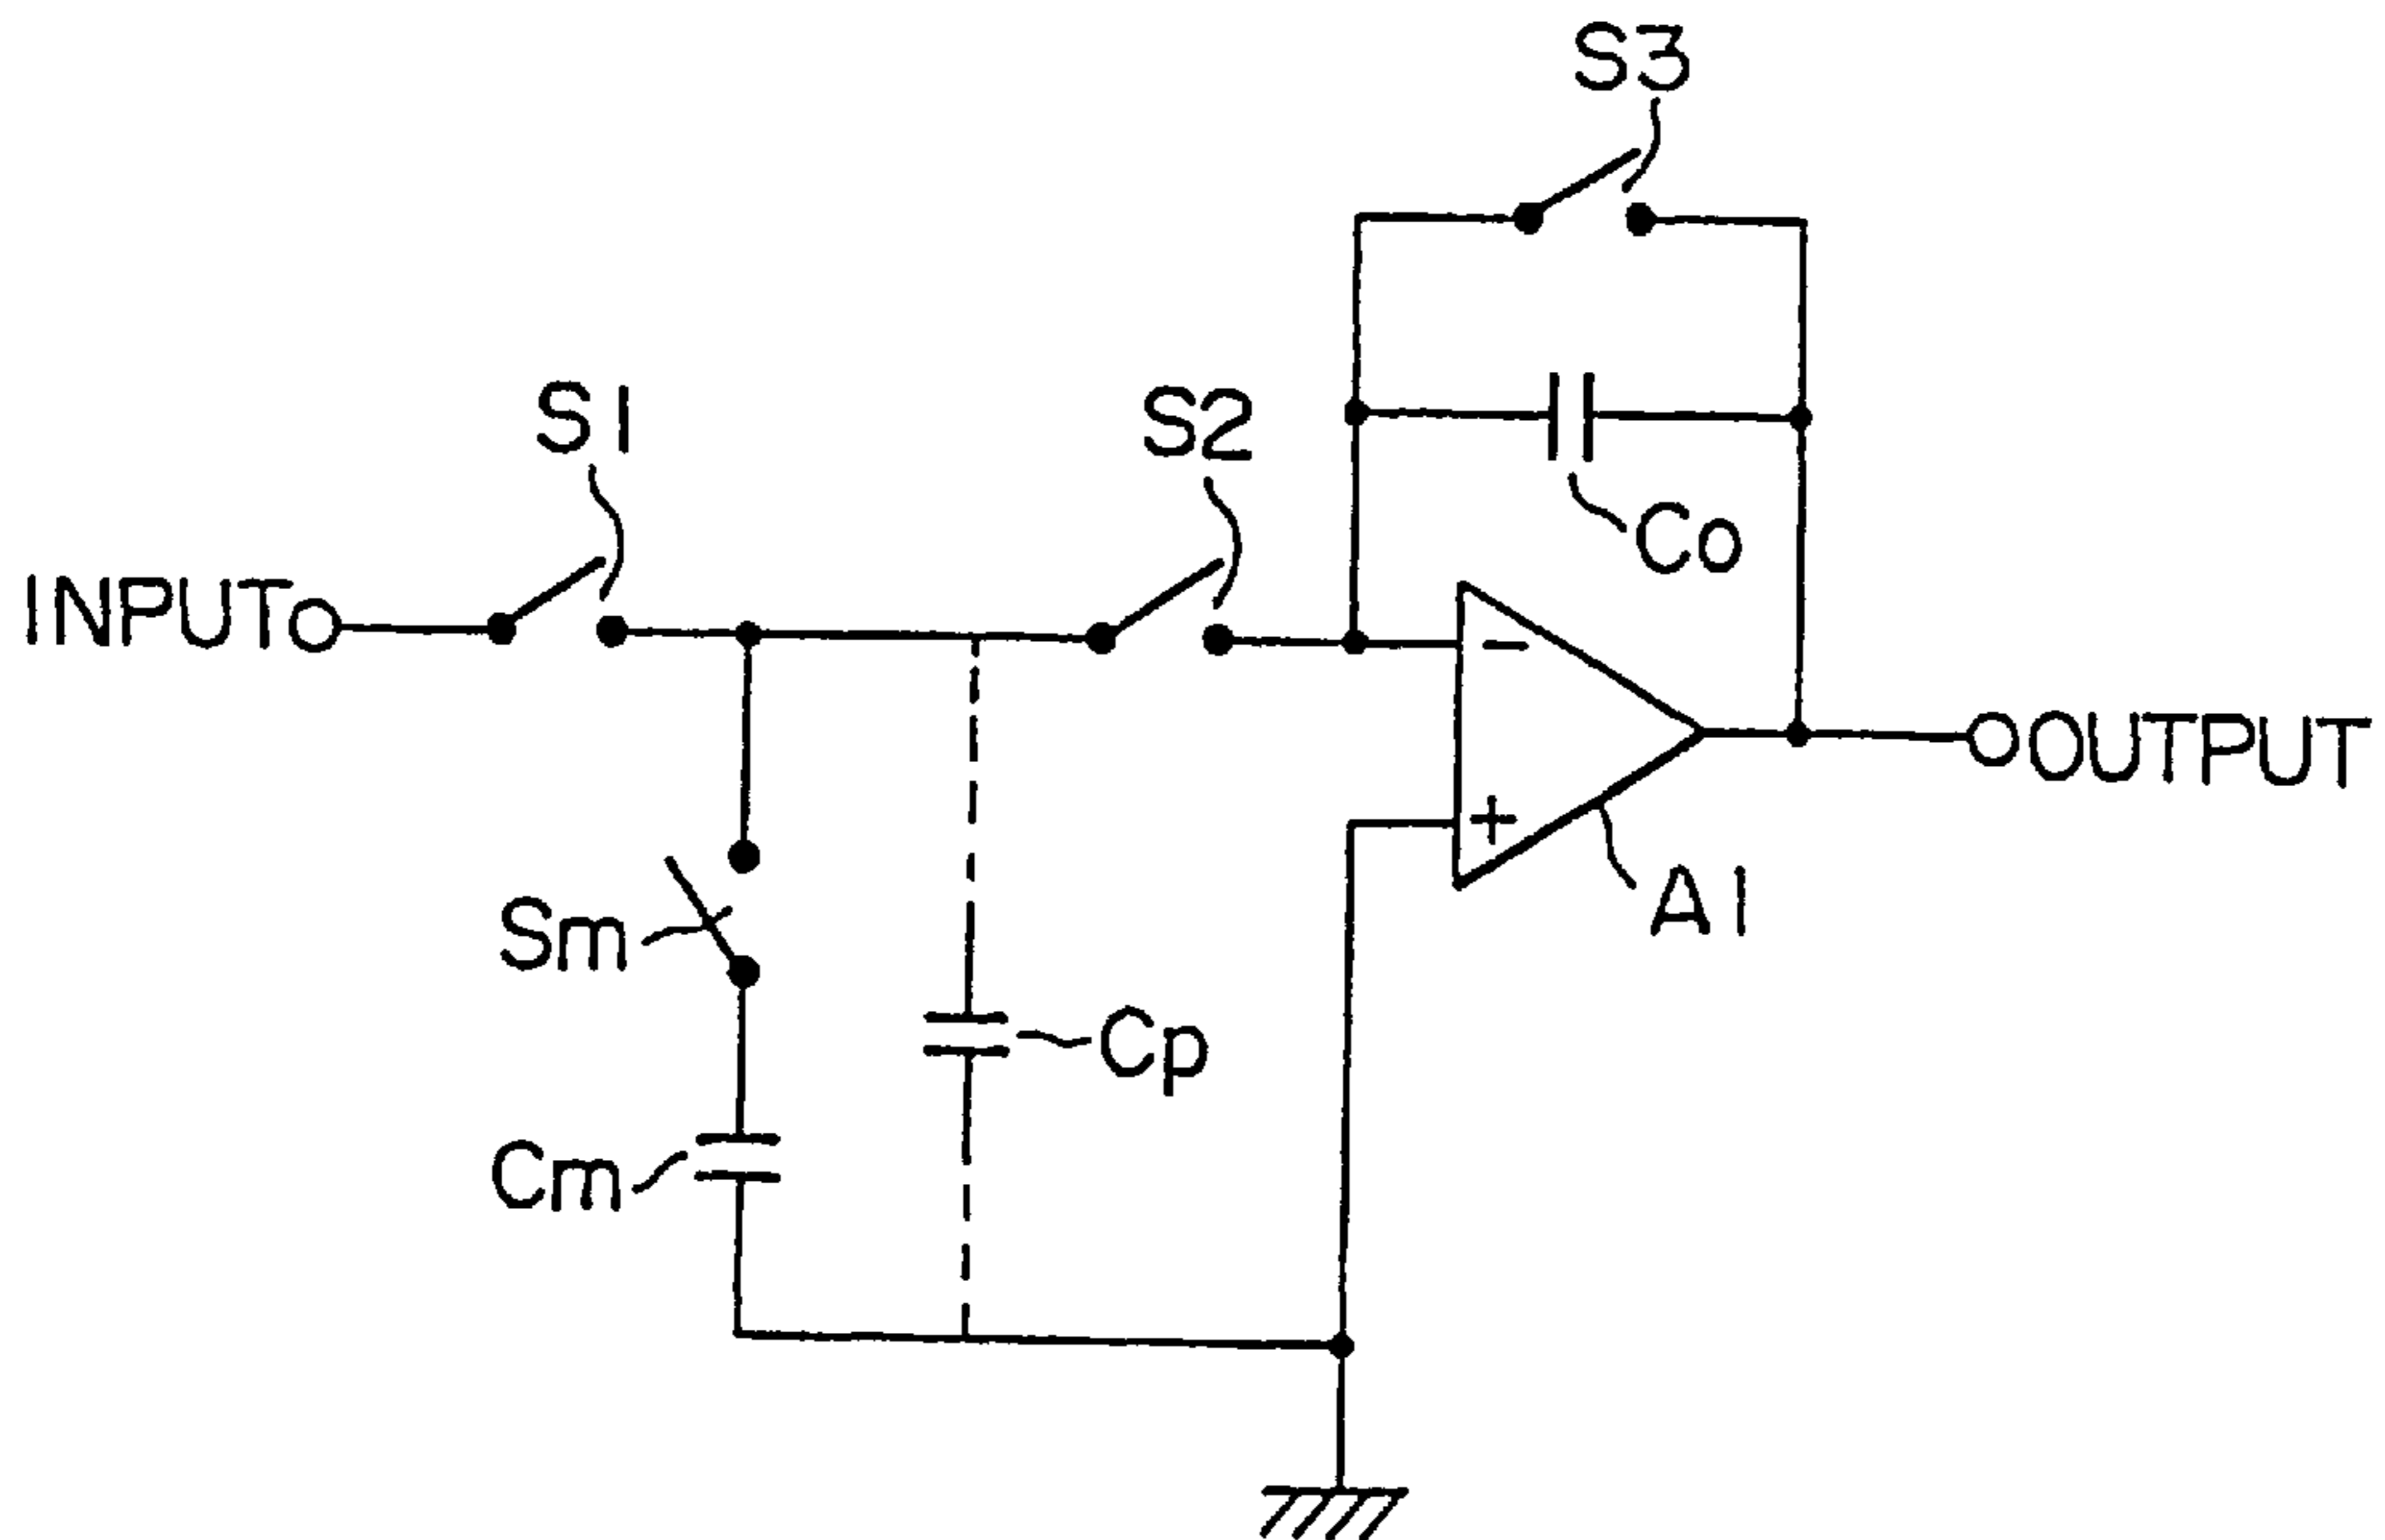 S3
S1
S2
Co
INPUT
OUTPUT
-
+
A1
Sm
Cp
Cm